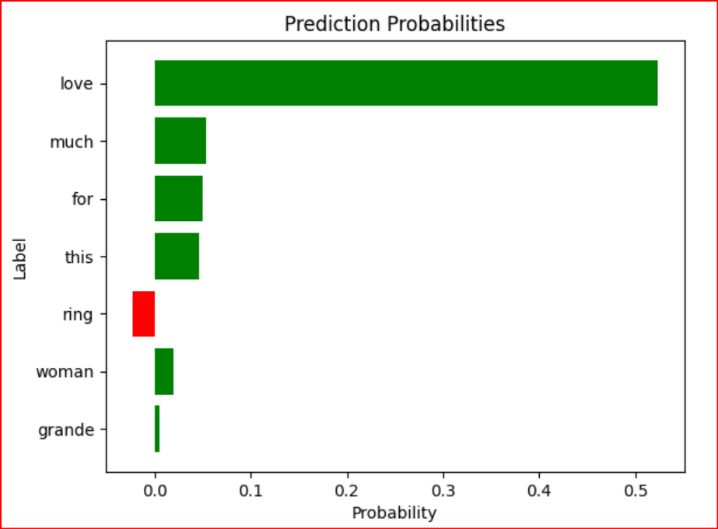 Prediction Probabilities
love
much
for
this
ring
woman
grande
Label
0.0 0.1 0.2 0.3 0.4 0.5
Probability